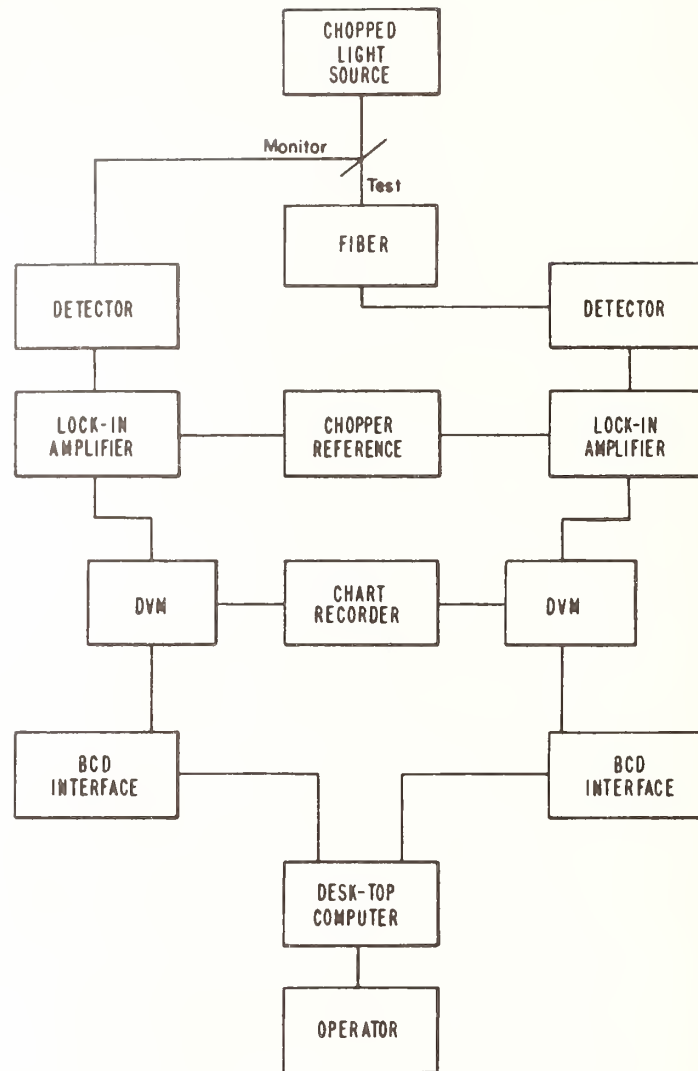 CHOPPED
LIGHT
SOURCE
Monitor
Test
FIBER
DETECTOR
DETECTOR
LOCK-IN
AMPLIFIER
CHOPPER
REFERENCE
LOCK-IN
AMPLIFIER
DVM
CHART
RECORDER
DVM
BCD
INTERFACE
BCD
INTERFACE
DESK-TOP
COMPUTER
OPERATOR